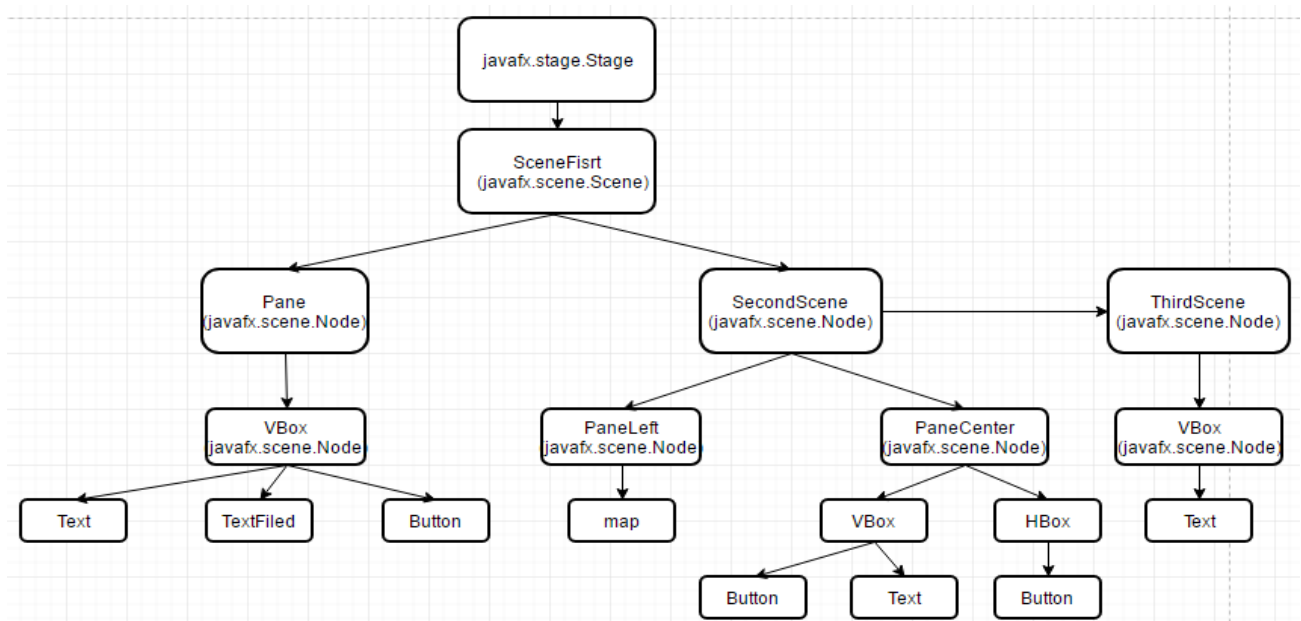 javafx.stage.Stage
SceneFisrt
(javafx.scene.Scene)
Pane
(javafx.scene.Node)
SecondScene
(javafx.scene.Node)
ThirdScene
(javafx.scene.Node)
VBox
(javafx.scene.Node)
PaneLeft
(javafx.scene.Node)
PaneCenter
(javafx.scene.Node)
VBox
(javafx.scene.Node)
Text
TextFiled
Button
map
VBox
HBox
Text
Button
Text
Button